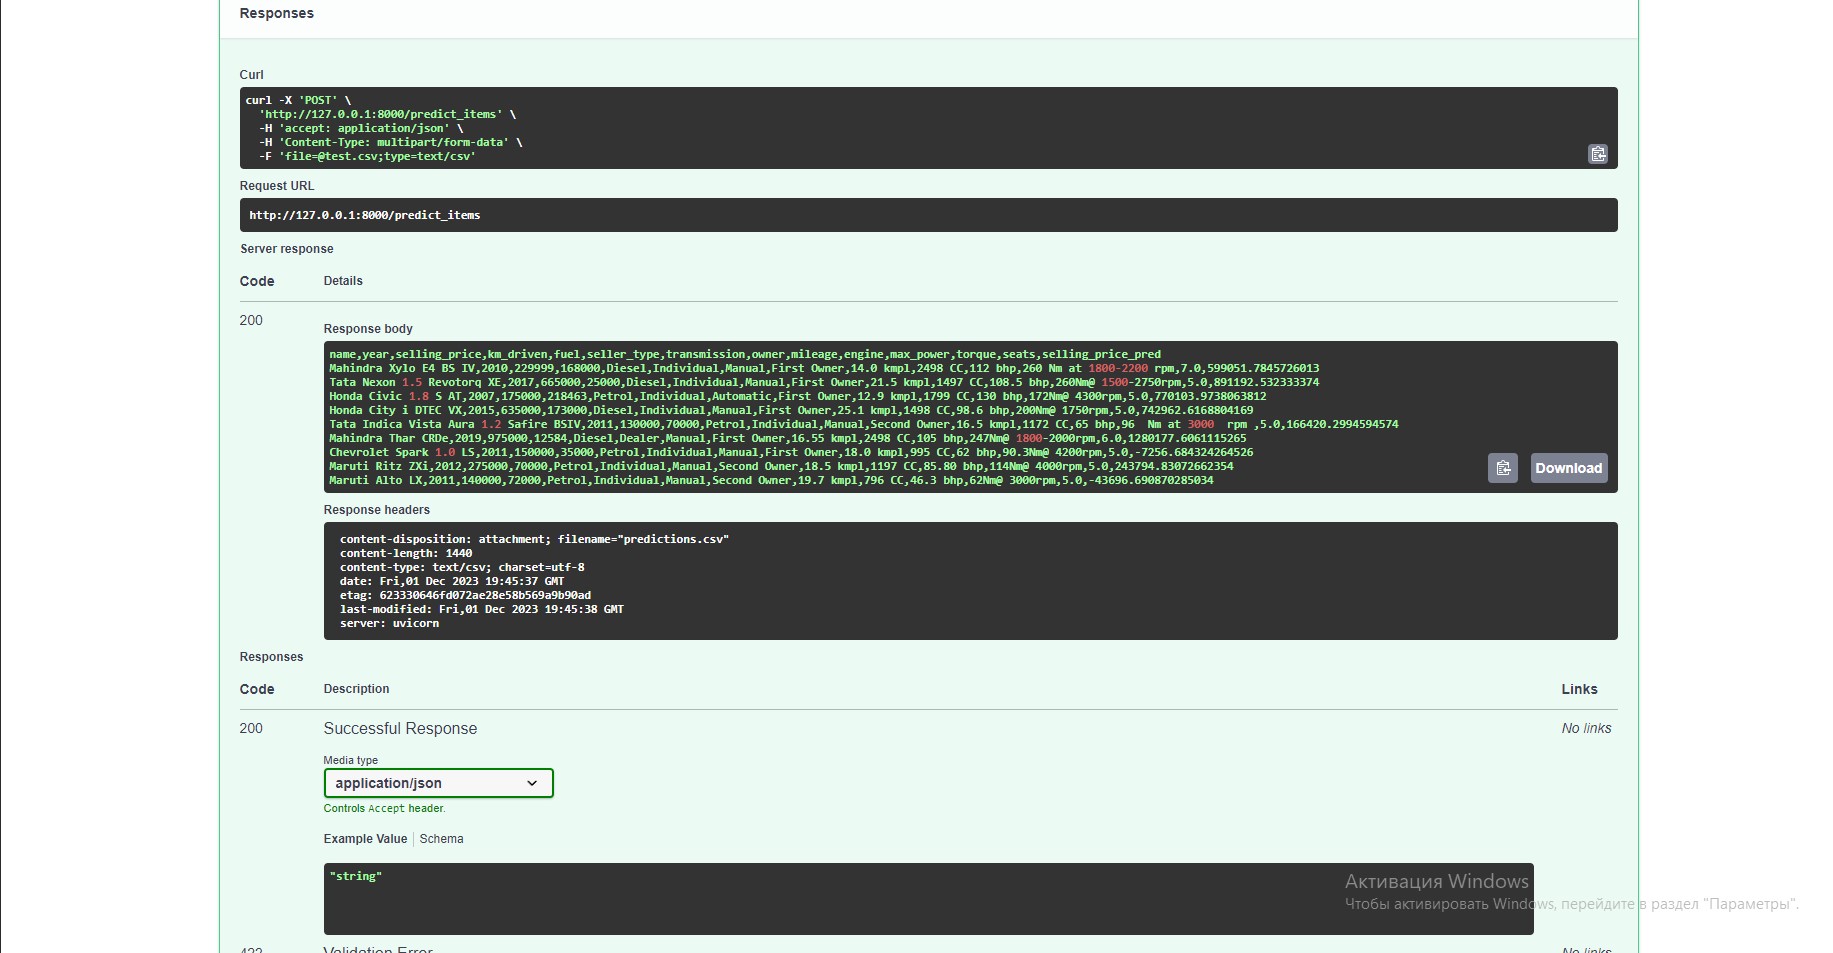 Responses
Curl
curl -X 'POST' \
  'http://127.0.0.1:8000/predict_items' \
  -H 'accept: application/json' \
  -H 'Content-Type: multipart/form-data' \
  -F 'file=@test.csv;type=text/csv'
Request URL
http://127.0.0.1:8000/predict_items
Server response
Code Details
200
Response body
name,year,selling_price,km_driven,fuel,seller_type,transmission,owner,mileage,engine,max_power,torque,seats,selling_price_pred
Mahindra Xylo E4 BS IV,2010,229999,168000,Diesel,Individual,Manual,First Owner,14.0 kmpl,2498 CC,112 bhp,260 Nm at 1800-2200 rpm,7.0,599051.7845726013
Tata Nexon 1.5 Revotorq XE,2017,665000,25000,Diesel,Individual,Manual,First Owner,21.5 kmpl,1497 CC,108.5 bhp,260Nm@ 1500-2750rpm,5.0,891192.532333374
Honda Civic 1.8 S AT,2007,175000,218463,Petrol,Individual,Automatic,First Owner,12.9 kmpl,1799 CC,130 bhp,172Nm@ 4300rpm,5.0,770103.9738063812
Honda City i DTEC VX,2015,635000,173000,Diesel,Individual,Manual,First Owner,25.1 kmpl,1498 CC,98.6 bhp,200Nm@ 1750rpm,5.0,742962.6168804169
Tata Indica Vista Aura 1.2 Safire BSIV,2011,130000,70000,Petrol,Individual,Manual,Second Owner,16.5 kmpl,1172 CC,65 bhp,96  Nm at 3000  rpm ,5.0,166420.2994594574
Mahindra Thar CRDe,2019,975000,12584,Diesel,Dealer,Manual,First Owner,16.55 kmpl,2498 CC,105 bhp,247Nm@ 1800-2000rpm,6.0,1280177.6061115265
Chevrolet Spark 1.0 LS,2011,150000,35000,Petrol,Individual,Manual,First Owner,18.0 kmpl,995 CC,62 bhp,90.3Nm@ 4200rpm,5.0,-7256.684324264526
Maruti Ritz ZXi,2012,275000,70000,Petrol,Individual,Manual,Second Owner,18.5 kmpl,1197 CC,85.80 bhp,114Nm@ 4000rpm,5.0,243794.83072662354
Maruti Alto LX,2011,140000,72000,Petrol,Individual,Manual,Second Owner,19.7 kmpl,796 CC,46.3 bhp,62Nm@ 3000rpm,5.0,-43696.690870285034
Download
Response headers
content-disposition: attachment; filename="predictions.csv"
content-length: 1440
content-type: text/csv; charset=utf-8
date: Fri,01 Dec 2023 19:45:37 GMT
etag: 623330646fd072ae28e58b569a9b90ad
last-modified: Fri,01 Dec 2023 19:45:38 GMT
server: uvicorn
Responses
Code Description Links
200 Successful Response No links
Media type
application/json
Controls Accept header.
Example Value Schema
"string"
Активация Windows
Чтобы активировать Windows, перейдите в раздел "Параметры".
422 Validation Error No links